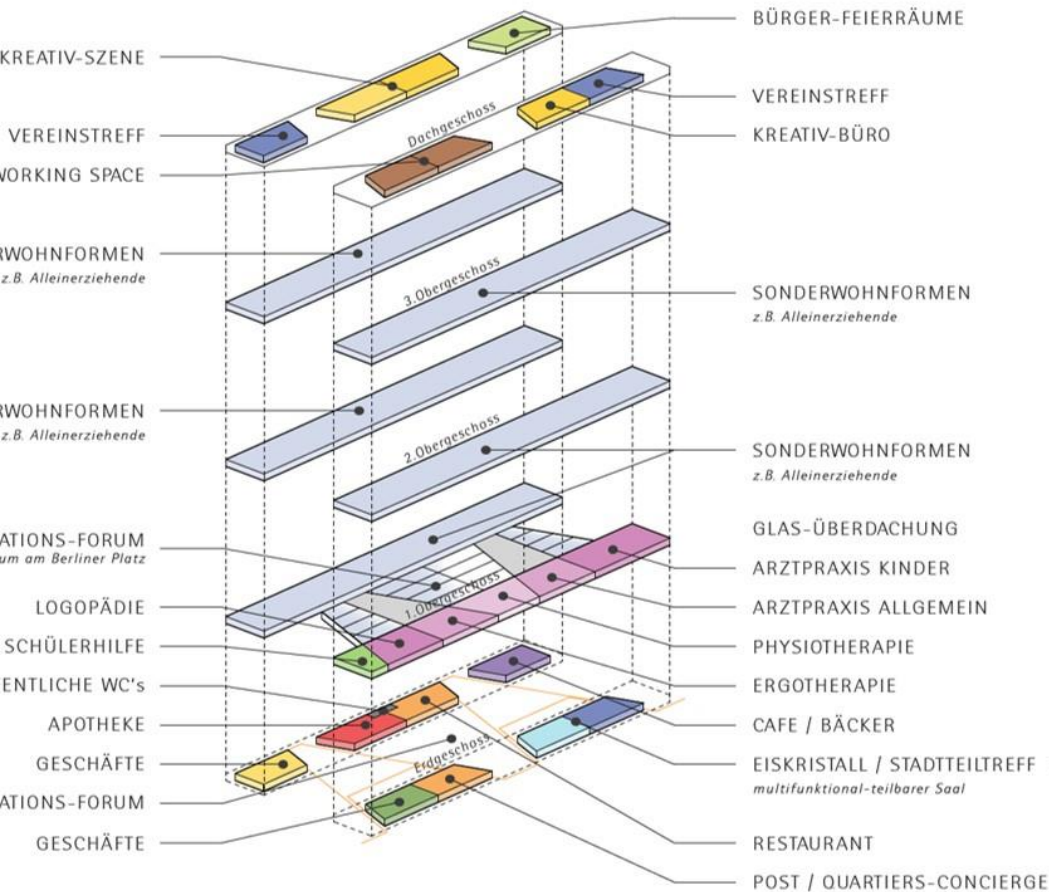 KREATIV-SZENE
VEREINSTREFF
WORKING SPACE
RWOHNFORMEN
z.B. Alleinerziehende
RWOHNFORMEN
z.B. Alleinerziehende
ATIONS-FORUM
um am Berliner Platz
LOGOPÄDIE
SCHÜLERHILFE
ENTLICHE WC's
APOTHEKE
GESCHÄFTE
ATIONS-FORUM
GESCHÄFTE
Dachgeschoss
3.Obergeschoss
2.Obergeschoss
1.Obergeschoss
Erdgeschoss
BÜRGER-FEIERRÄUME
VEREINSTREFF
KREATIV-BÜRO
SONDERWOHNFORMEN
z.B. Alleinerziehende
SONDERWOHNFORMEN
z.B. Alleinerziehende
GLAS-ÜBERDACHUNG
ARZTPRAXIS KINDER
ARZTPRAXIS ALLGEMEIN
PHYSIOTHERAPIE
ERGOTHERAPIE
CAFE / BÄCKER
EISKRISTALL / STADTTEILTREFF
multifunktional-teilbarer Saal
RESTAURANT
POST / QUARTIERS-CONCIERGE